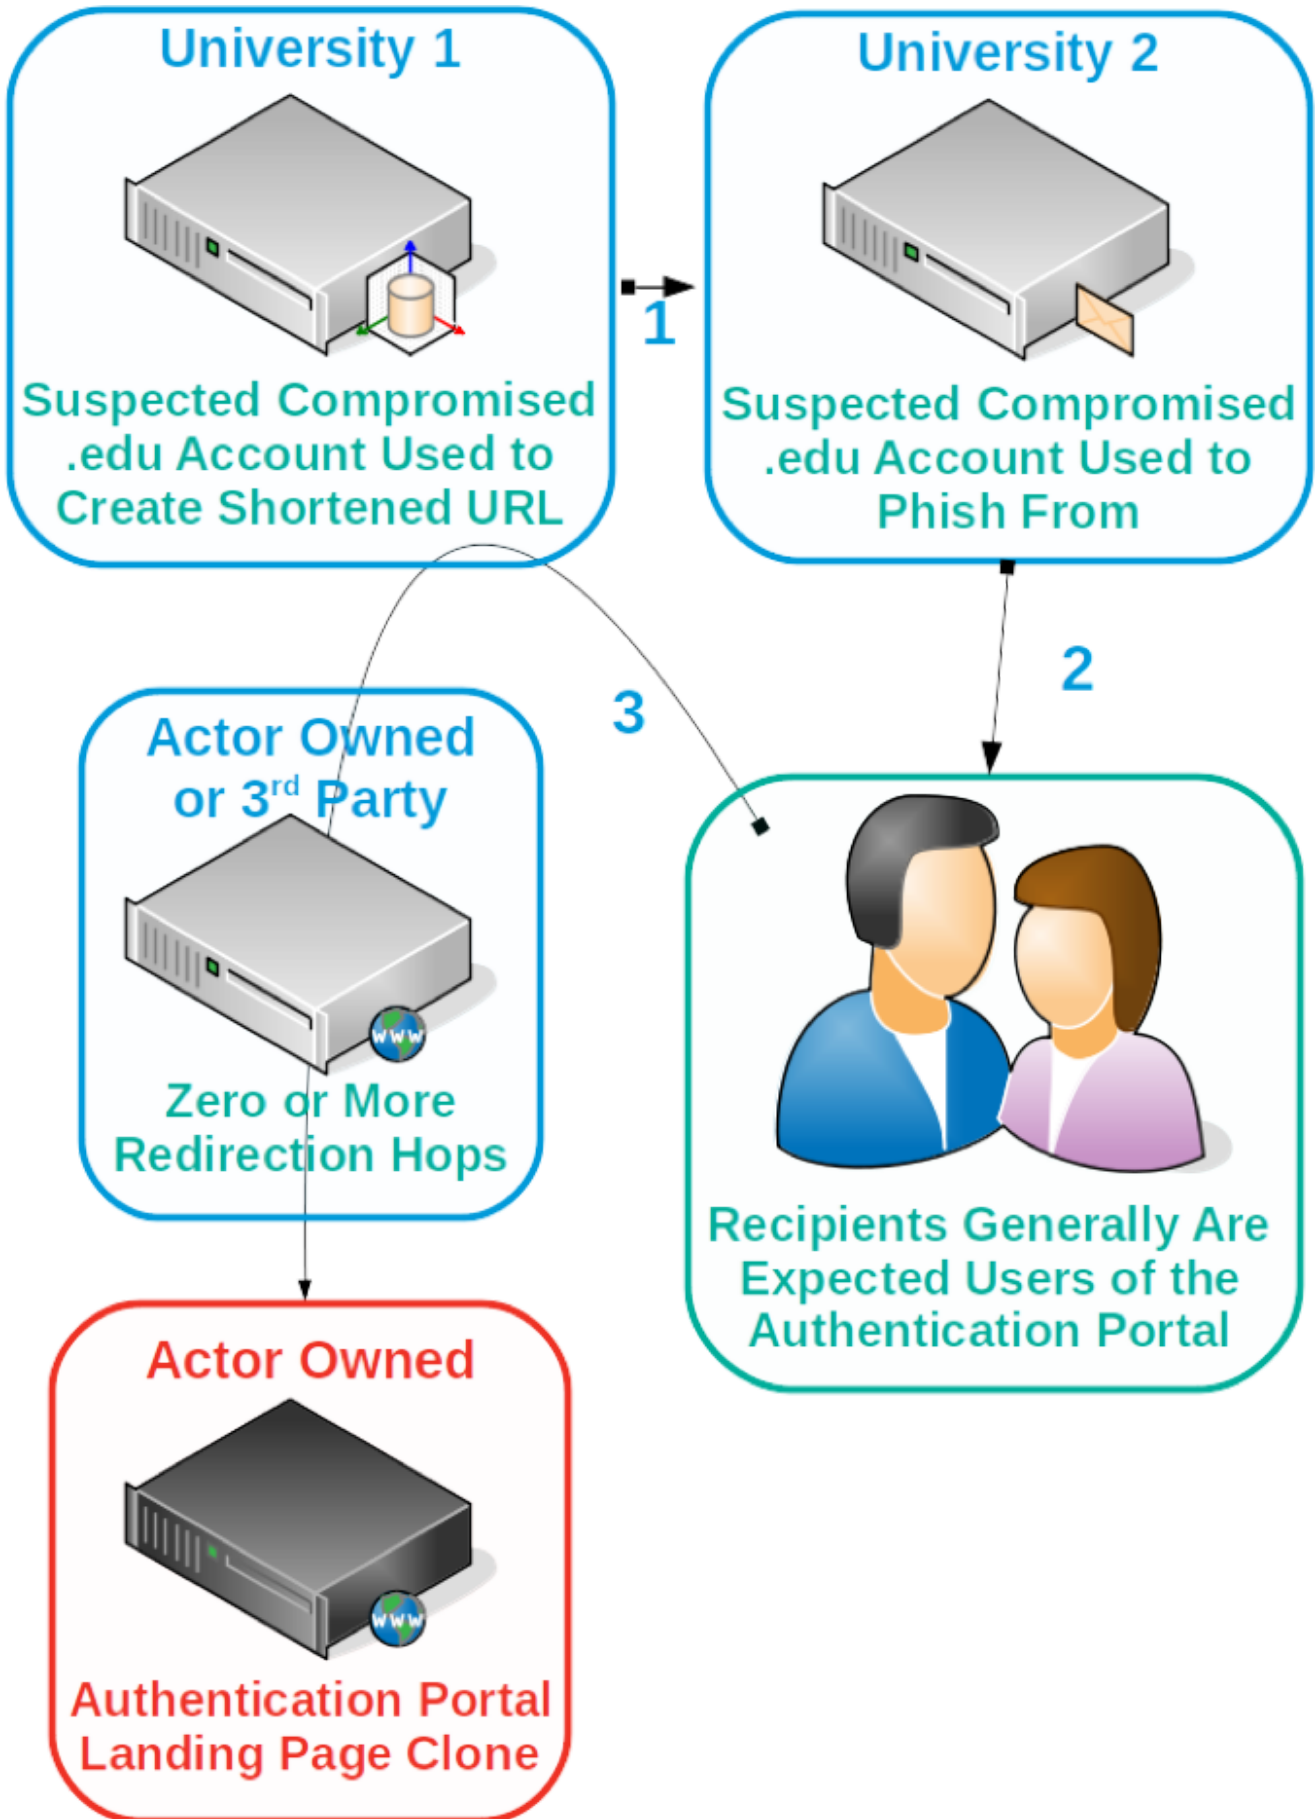 University 1
Suspected Compromised
.edu Account Used to
Create Shortened URL
1
University 2
Suspected Compromised
.edu Account Used to
Phish From
2
3
Actor Owned
or 3rd Party
www
Zero or More
Redirection Hops
Recipients Generally Are
Expected Users of the
Authentication Portal
Actor Owned
www
Authentication Portal
Landing Page Clone